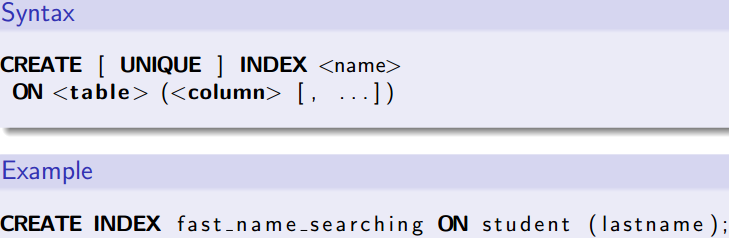 Syntax
CREATE [ UNIQUE ] INDEX <name>
ON <table> (<column> [, ...])
Example
CREATE INDEX fast_name_searching ON student (lastname);